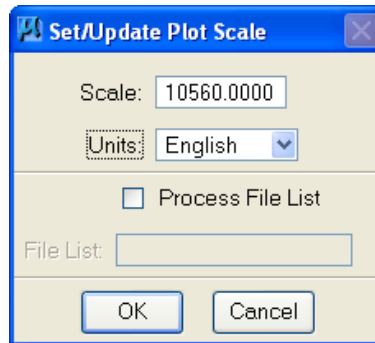 Set/Update Plot Scale
Scale: 10560.0000
Units: English
Process File List
File List:
OK Cancel